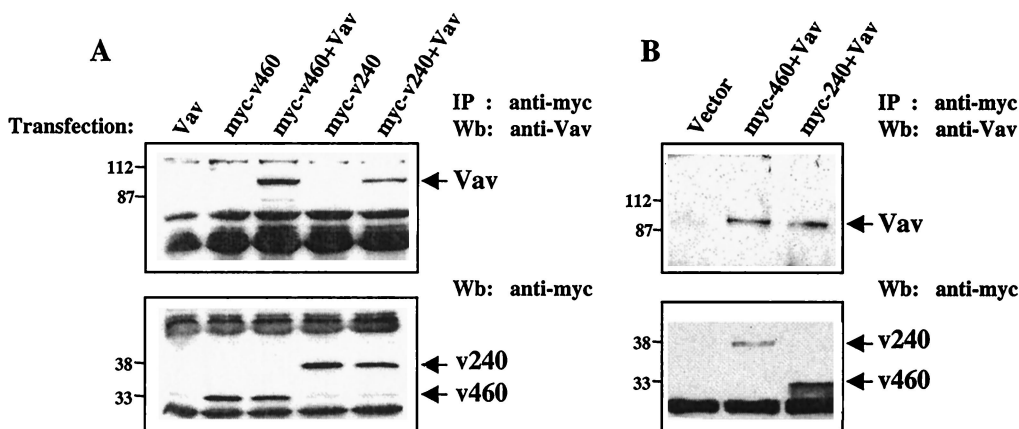 A
Transfection:
Vav
myc-v460
myc-v460+Vav
myc-v240
myc-v240+Vav
IP : anti-myc
Wb: anti-Vav
112
87
Vav
Wb: anti-myc
38
33
v240
v460
B
Vector
myc-460+Vav
myc-240+Vav
IP : anti-myc
Wb: anti-Vav
112
87
Vav
Wb: anti-myc
38
33
v240
v460